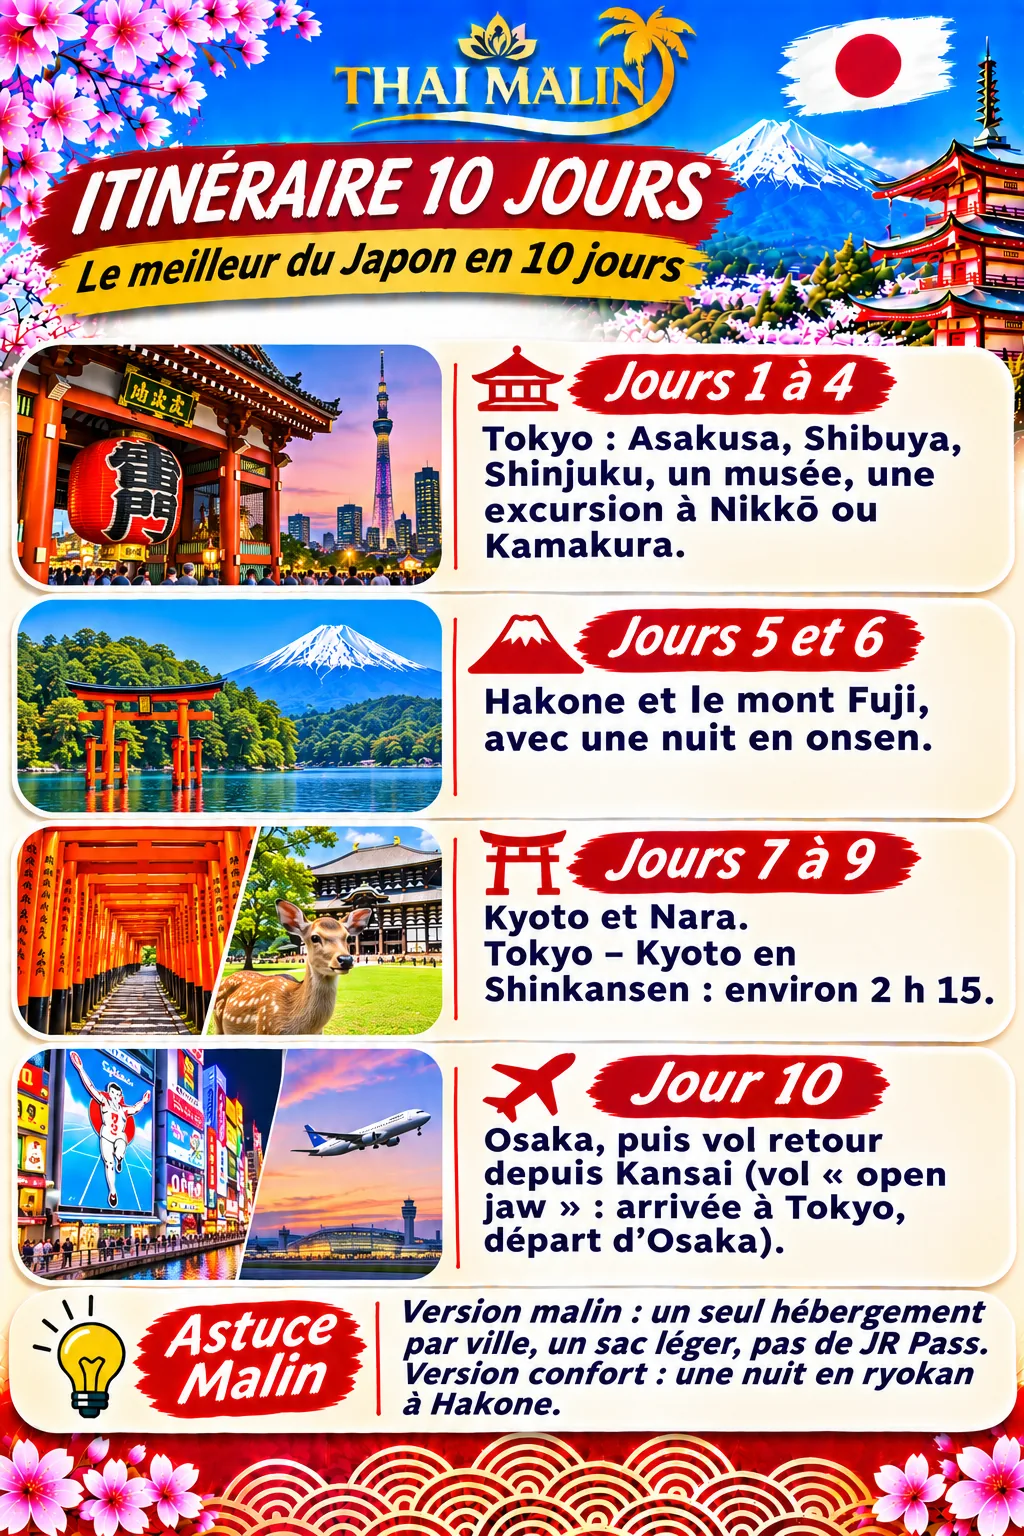 THAI MALIN
ITINÉRAIRE 10 JOURS
Le meilleur du Japon en 10 jours
雷門
Jours 1 à 4
Tokyo : Asakusa, Shibuya,
Shinjuku, un musée, une
excursion à Nikkō ou
Kamakura.
Jours 5 et 6
Hakone et le mont Fuji,
avec une nuit en onsen.
Jours 7 à 9
Kyoto et Nara.
Tokyo – Kyoto en
Shinkansen : environ 2 h 15.
Jour 10
Osaka, puis vol retour
depuis Kansai (vol « open
jaw » : arrivée à Tokyo,
départ d'Osaka).
Astuce
Malin
Version malin : un seul hébergement
par ville, un sac léger, pas de JR Pass.
Version confort : une nuit en ryokan
à Hakone.